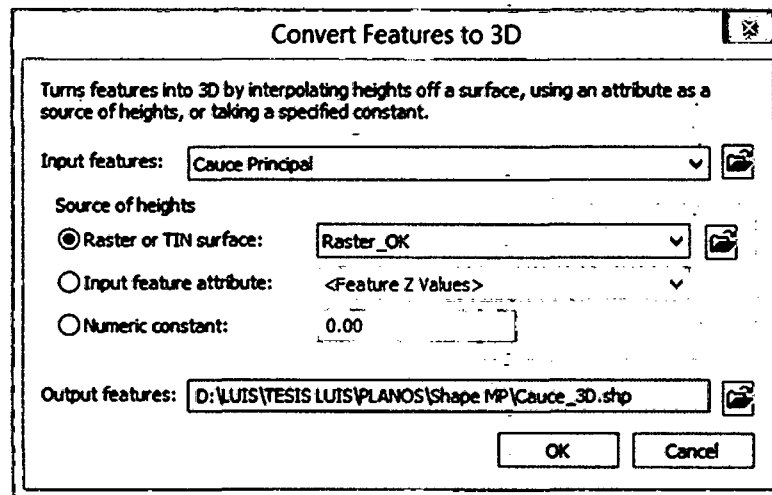 Convert Features to 3D
Turns features into 3D by interpolating heights off a surface, using an attribute as a
source of heights, or taking a specified constant.
Input features: Cauce Principal
Source of heights
Raster or TIN surface: Raster_OK
Input feature attribute: <Feature Z Values>
Numeric constant: 0.00
Output features: D:\LUIS\TESIS LUIS\PLANOS\Shape MP\Cauce_3D.shp
OK Cancel